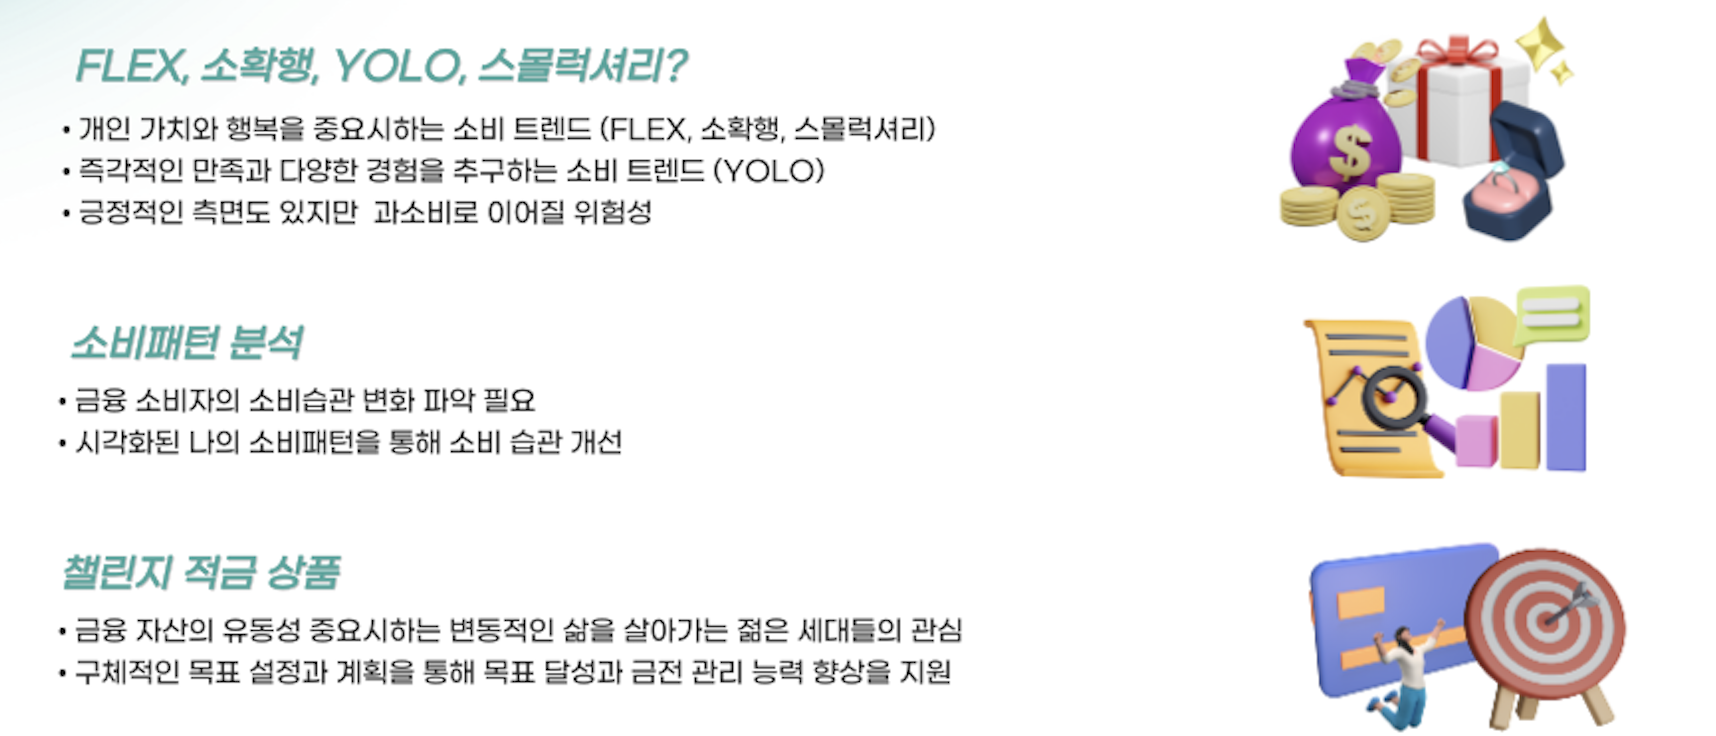 FLEX, 소확행, YOLO, 스몰럭셔리?
• 개인 가치와 행복을 중요시하는 소비 트렌드 (FLEX, 소확행, 스몰럭셔리)
• 즉각적인 만족과 다양한 경험을 추구하는 소비 트렌드 (YOLO)
• 긍정적인 측면도 있지만 과소비로 이어질 위험성
소비패턴 분석
• 금융 소비자의 소비습관 변화 파악 필요
• 시각화된 나의 소비패턴을 통해 소비 습관 개선
챌린지 적금 상품
• 금융 자산의 유동성 중요시하는 변동적인 삶을 살아가는 젊은 세대들의 관심
• 구체적인 목표 설정과 계획을 통해 목표 달성과 금전 관리 능력 향상을 지원